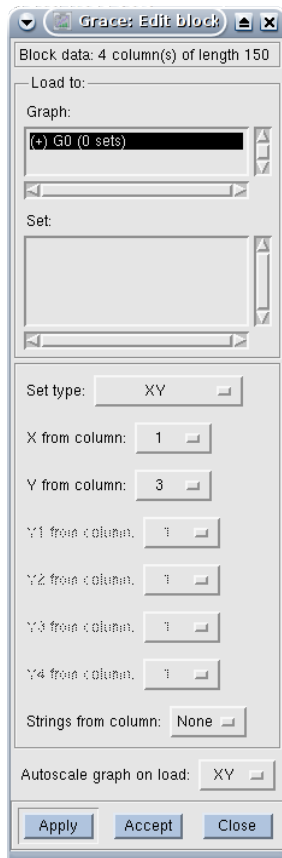 Grace: Edit block
Block data: 4 column(s) of length 150
Load to:
Graph:
(+) G0 (0 sets)
Set:
Set type: XY
X from column: 1
Y from column: 3
Y1 from column: 1
Y2 from column: 1
Y3 from column: 1
Y4 from column: 1
Strings from column: None
Autoscale graph on load: XY
Apply Accept Close